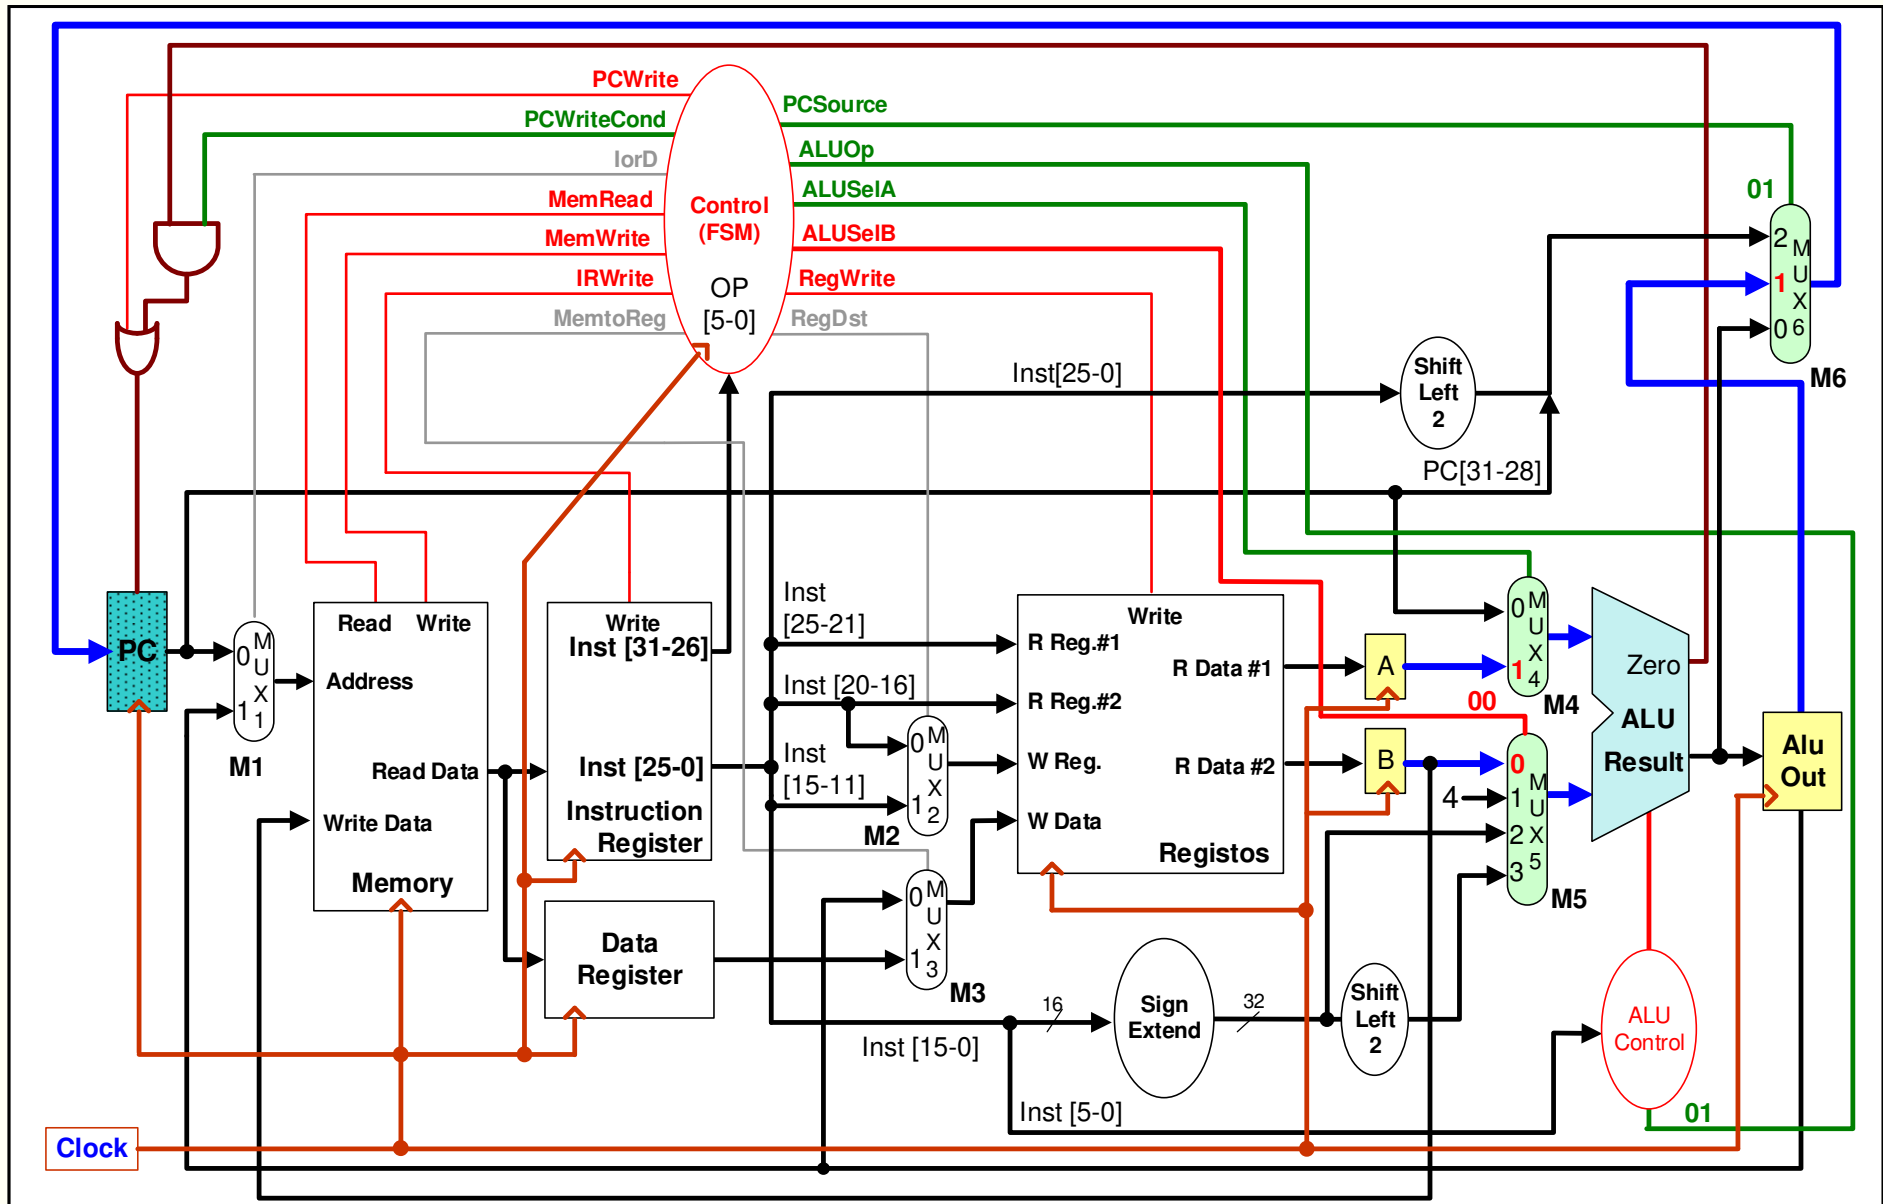 PCWrite
PCWriteCond
IorD
MemRead
MemWrite
IRWrite
MemtoReg
Control
(FSM)
OP
[5-0]
PCSource
ALUOp
ALUSelA
ALUSelB
RegWrite
RegDst
01
2
1
0
M
U
X
6
M6
Inst[25-0]
Shift
Left
2
PC[31-28]
PC
0
1
M
U
X
1
M1
Read Write
Address
Read Data
Write Data
Memory
Write
Inst [31-26]
Inst [25-0]
Instruction
Register
Data
Register
Inst
[25-21]
Inst [20-16]
Inst
[15-11]
0
1
M
U
X
2
M2
0
1
M
U
X
3
M3
Write
R Reg.#1
R Data #1
R Reg.#2
W Reg.
R Data #2
W Data
Registos
A
B
0
1
M
U
X
4
M4
00
0
4
1
2
3
M
U
X
5
M5
Zero
ALU
Result
Alu
Out
Inst [15-0]
16
Sign
Extend
32
Shift
Left
2
ALU
Control
Inst [5-0]
01
Clock